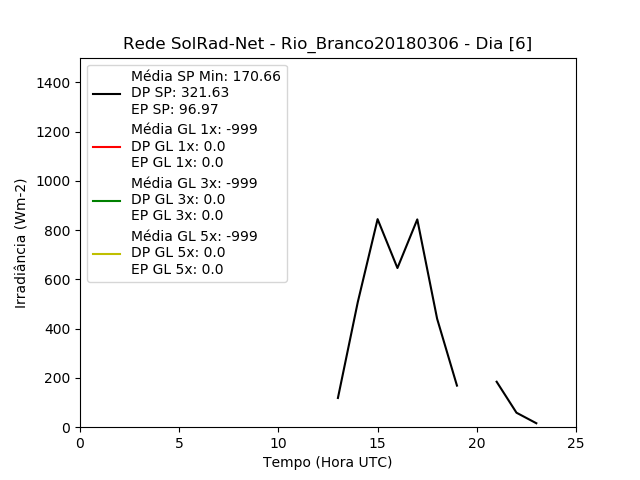 Rede SolRad-Net - Rio_Branco20180306 - Dia [6]
Média SP Min: 170.66
DP SP: 321.63
EP SP: 96.97
Média GL 1x: -999
DP GL 1x: 0.0
EP GL 1x: 0.0
Média GL 3x: -999
DP GL 3x: 0.0
EP GL 3x: 0.0
Média GL 5x: -999
DP GL 5x: 0.0
EP GL 5x: 0.0
Irradiância (Wm-2)
1400
1200
1000
800
600
400
200
0
0 5 10 15 20 25
Tempo (Hora UTC)